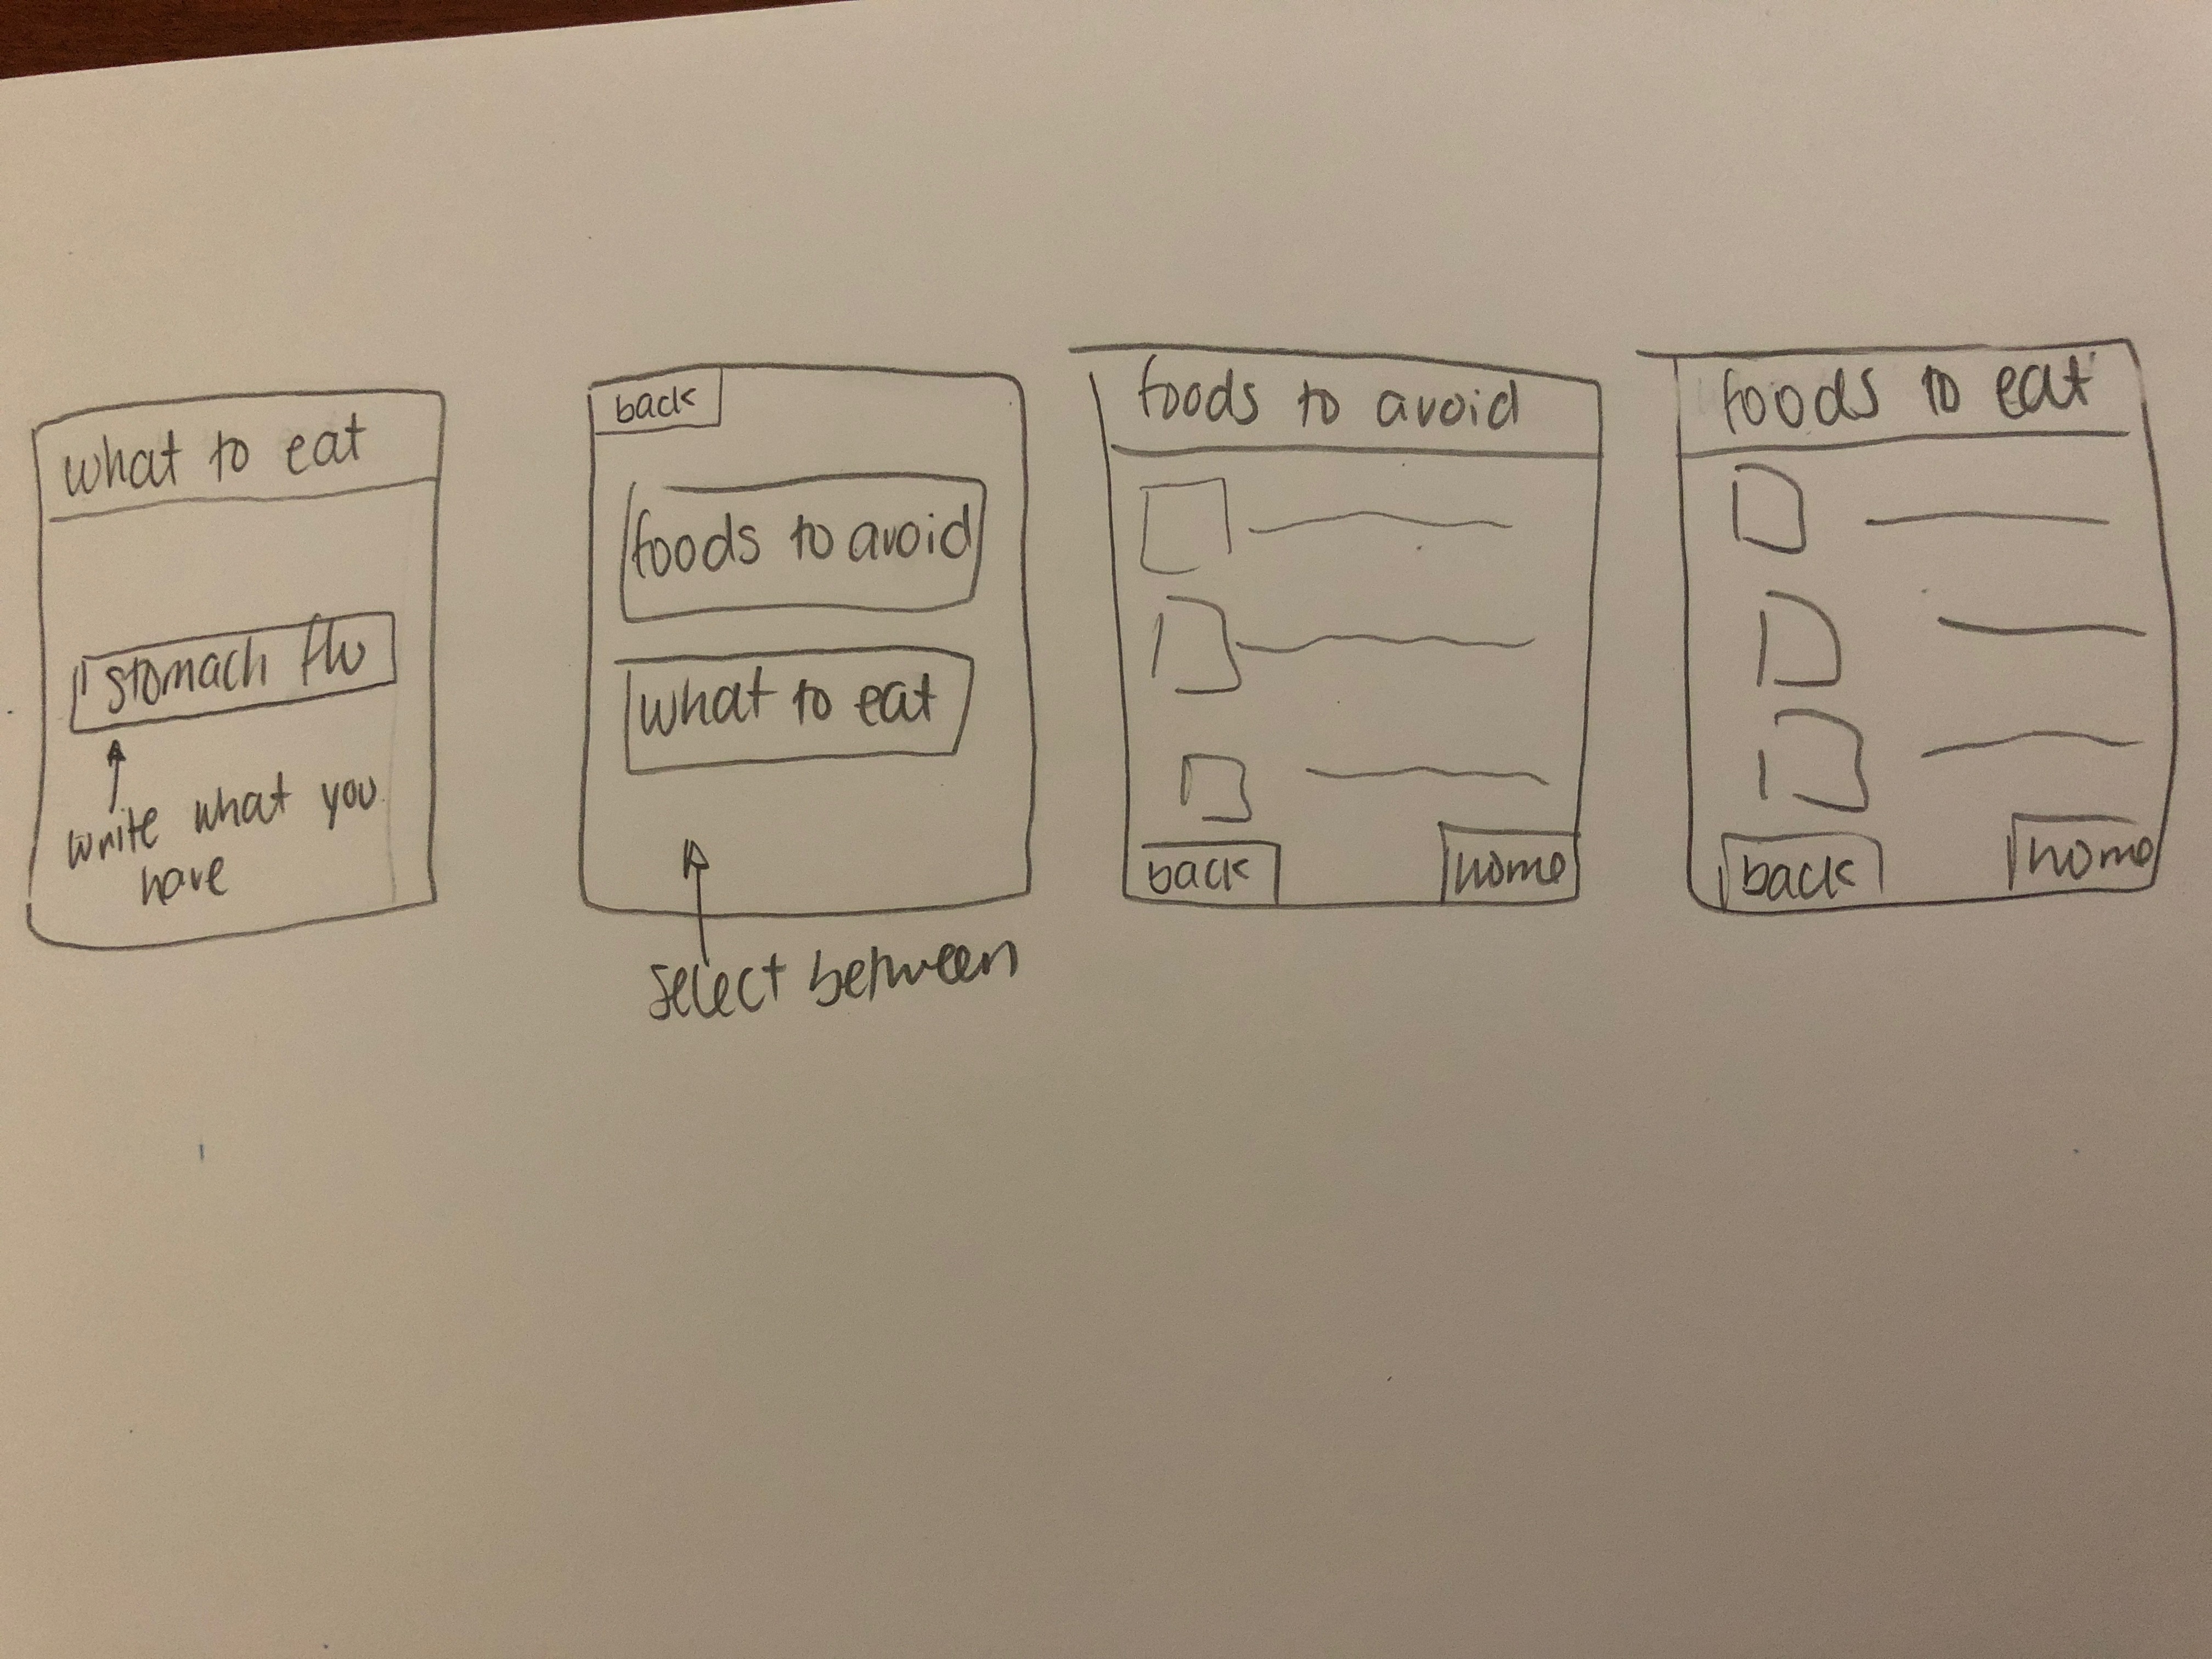 what to eat
stomach flu
write what you
have
back
foods to avoid
what to eat
select between
foods to avoid
back
home
foods to eat
back
home